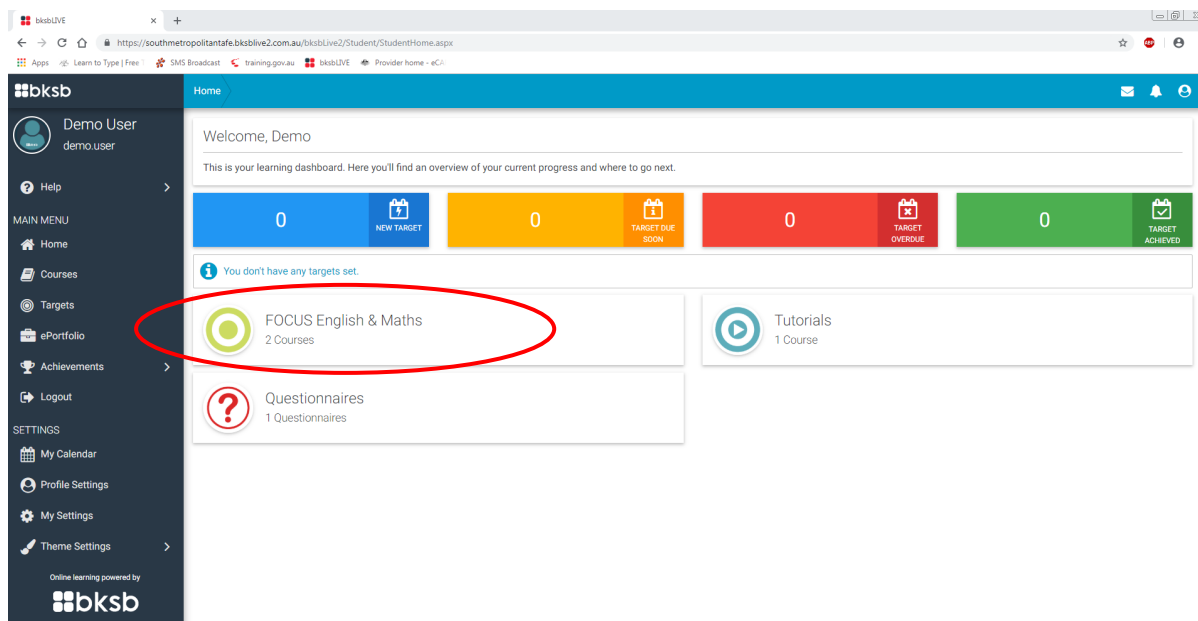 bksbLIVE
https://southmetropolitantafe.bksblive2.com.au/bksbLive2/Student/StudentHome.aspx
ABP
Apps
Learn to Type | Free
SMS Broadcast
training.gov.au
bksbLIVE
Provider home - eCA
bksb
Home
Demo User
demo.user
Help
MAIN MENU
Home
Courses
Targets
ePortfolio
Achievements
Logout
SETTINGS
My Calendar
Profile Settings
My Settings
Theme Settings
Online learning powered by
bksb
Welcome, Demo
This is your learning dashboard. Here you'll find an overview of your current progress and where to go next.
0
NEW TARGET
0
TARGET DUE
SOON
0
TARGET
OVERDUE
0
TARGET
ACHIEVED
You don't have any targets set.
FOCUS English & Maths
2 Courses
Tutorials
1 Course
Questionnaires
1 Questionnaires